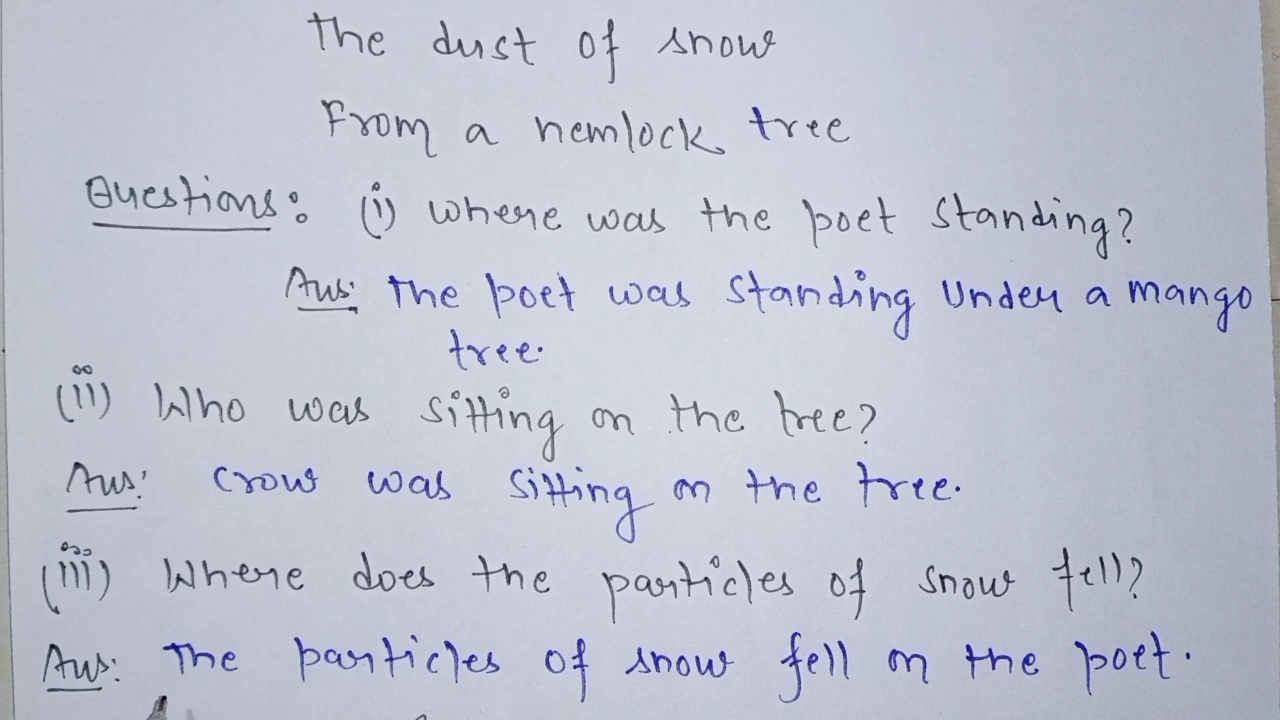 The dust of snow
From a hemlock tree
Questions: (i) Where was the poet standing?
Ans: The poet was standing under a mango
tree.
(ii) Who was sitting on the tree?
Ans: Crow was sitting on the tree.
(iii) Where does the particles of snow fell?
Ans: The particles of snow fell on the poet.